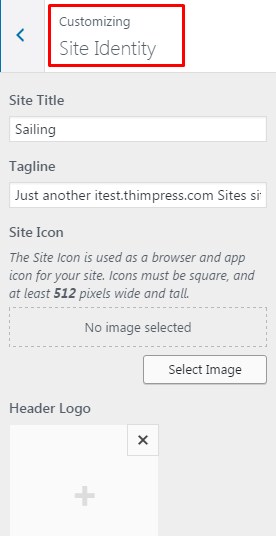 Customizing
Site Identity
Site Title
Sailing
Tagline
Just another itest.thimpress.com Sites si
Site Icon
The Site Icon is used as a browser and app
icon for your site. Icons must be square, and
at least 512 pixels wide and tall.
No image selected
Select Image
Header Logo